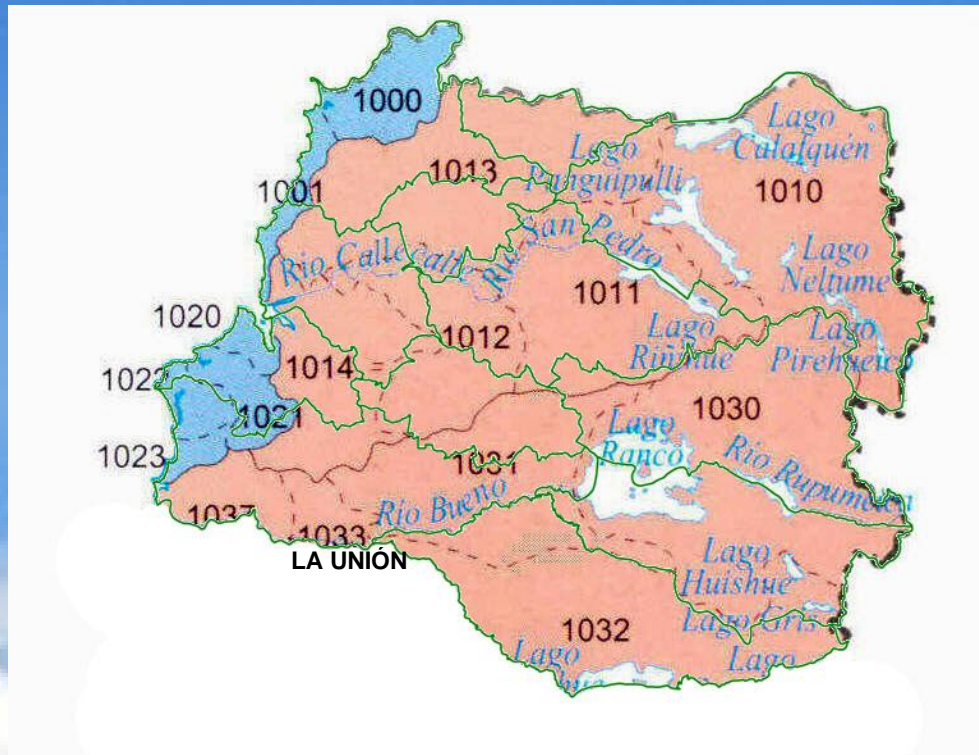 1000
Lago
Calafquén
Lago
Panguipulli
1013
1001
1010
Río San Pedro
Río Callecalle
Lago
Neltume
1011
1020
1012
Lago
Riñihue
Lago
Pirehueico
1014
1022
1021
1030
Lago
Ranco
1023
1031
Río Rupumeica
Río Bueno
1037
1033
LA UNIÓN
Lago
Huishue
Lago Gris
1032
Lago
Lago